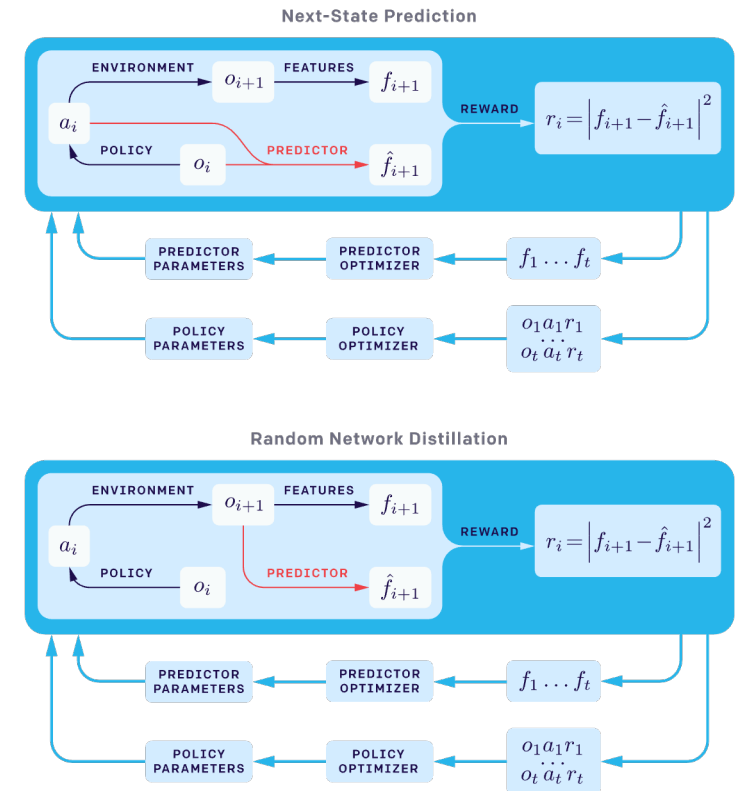 Next-State Prediction
ENVIRONMENT
o_{i+1}
FEATURES
f_{i+1}
REWARD
r_i = |f_{i+1} − f̂_{i+1}|²
a_i
POLICY
o_i
PREDICTOR
f̂_{i+1}
PREDICTOR
PARAMETERS
PREDICTOR
OPTIMIZER
f_1 ... f_t
POLICY
PARAMETERS
POLICY
OPTIMIZER
o_1 a_1 r_1
...
o_t a_t r_t
Random Network Distillation
ENVIRONMENT
o_{i+1}
FEATURES
f_{i+1}
REWARD
r_i = |f_{i+1} − f̂_{i+1}|²
a_i
POLICY
o_i
PREDICTOR
f̂_{i+1}
PREDICTOR
PARAMETERS
PREDICTOR
OPTIMIZER
f_1 ... f_t
POLICY
PARAMETERS
POLICY
OPTIMIZER
o_1 a_1 r_1
...
o_t a_t r_t